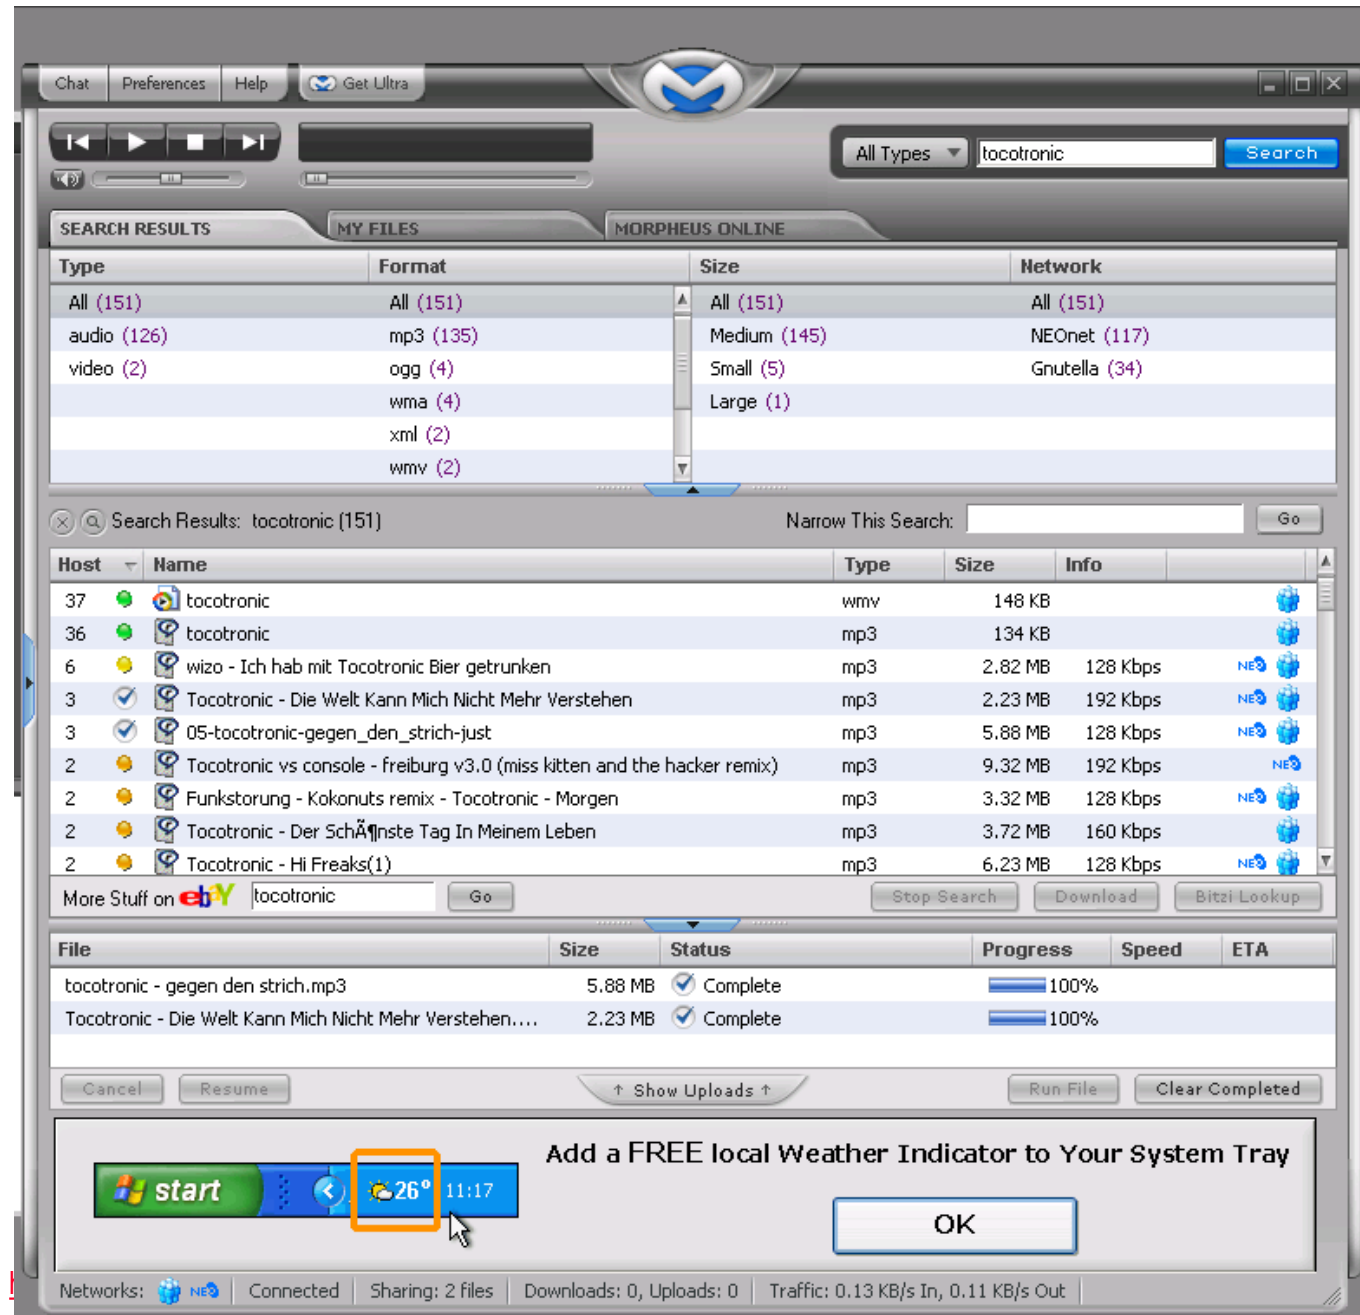 Chat Preferences Help Get Ultra
All Types tocotronic Search
SEARCH RESULTS MY FILES MORPHEUS ONLINE
Type Format Size Network
All (151) All (151) All (151) All (151)
audio (126) mp3 (135) Medium (145) NEOnet (117)
video (2) ogg (4) Small (5) Gnutella (34)
wma (4) Large (1)
xml (2)
wmv (2)
Search Results: tocotronic (151) Narrow This Search: Go
Host Name Type Size Info
37 tocotronic wmv 148 KB
36 tocotronic mp3 134 KB
6 wizo - Ich hab mit Tocotronic Bier getrunken mp3 2.82 MB 128 Kbps NEO
3 Tocotronic - Die Welt Kann Mich Nicht Mehr Verstehen mp3 2.23 MB 192 Kbps NEO
3 05-tocotronic-gegen_den_strich-just mp3 5.88 MB 128 Kbps NEO
2 Tocotronic vs console - freiburg v3.0 (miss kitten and the hacker remix) mp3 9.32 MB 192 Kbps NEO
2 Funkstorung - Kokonuts remix - Tocotronic - Morgen mp3 3.32 MB 128 Kbps NEO
2 Tocotronic - Der SchÃ¶nste Tag In Meinem Leben mp3 3.72 MB 160 Kbps
2 Tocotronic - Hi Freaks(1) mp3 6.23 MB 128 Kbps NEO
More Stuff on ebY tocotronic Go Stop Search Download Bitzi Lookup
File Size Status Progress Speed ETA
tocotronic - gegen den strich.mp3 5.88 MB Complete 100%
Tocotronic - Die Welt Kann Mich Nicht Mehr Verstehen.... 2.23 MB Complete 100%
Cancel Resume ↑ Show Uploads ↑ Run File Clear Completed
Add a FREE local Weather Indicator to Your System Tray
start 26° 11:17
OK
Networks: NEO Connected Sharing: 2 files Downloads: 0, Uploads: 0 Traffic: 0.13 KB/s In, 0.11 KB/s Out